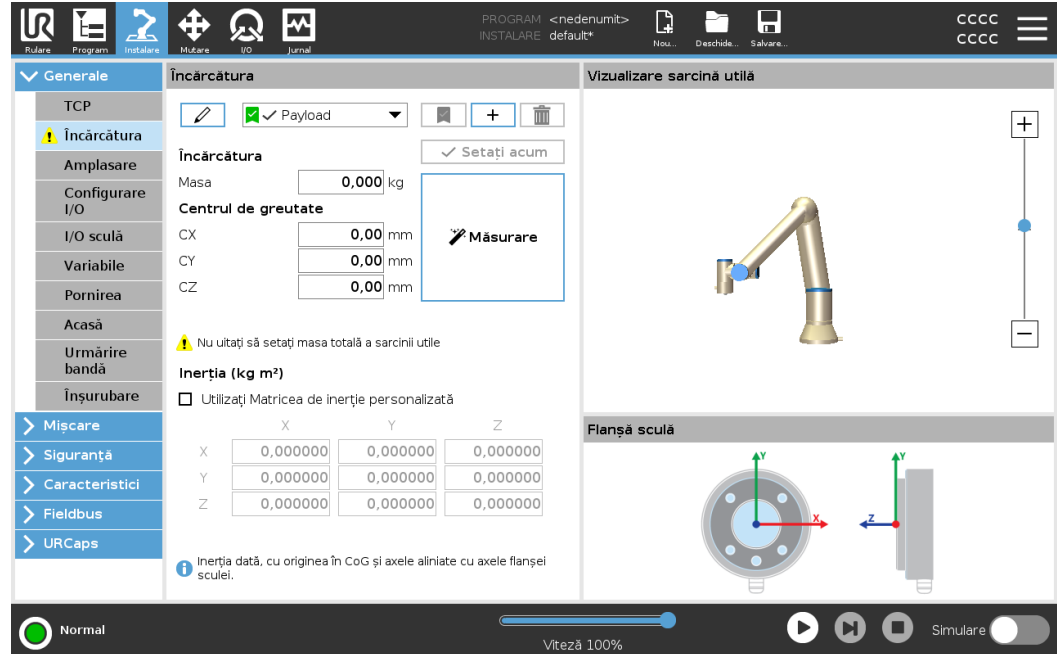 Rulare
Program
Instalare
Mutare
I/O
Jurnal
PROGRAM <nedenumit>
INSTALARE default*
Nou...
Deschide...
Salvare...
CCCC
CCCC
Generale
TCP
Încărcătura
Amplasare
Configurare
I/O
I/O sculă
Variabile
Pornirea
Acasă
Urmărire
bandă
Înșurubare
Mișcare
Siguranță
Caracteristici
Fieldbus
URCaps
Încărcătura
Payload
Setați acum
Încărcătura
Masa 0,000 kg
Centrul de greutate
CX 0,00 mm
CY 0,00 mm
CZ 0,00 mm
Măsurare
Nu uitați să setați masa totală a sarcinii utile
Inerția (kg m²)
Utilizați Matricea de inerție personalizată
X Y Z
X 0,000000 0,000000 0,000000
Y 0,000000 0,000000 0,000000
Z 0,000000 0,000000 0,000000
Inerția dată, cu originea în CoG și axele aliniate cu axele flanșei
sculei.
Vizualizare sarcină utilă
Flanșă sculă
Y
X
Y
Z
Normal
Viteză 100%
Simulare